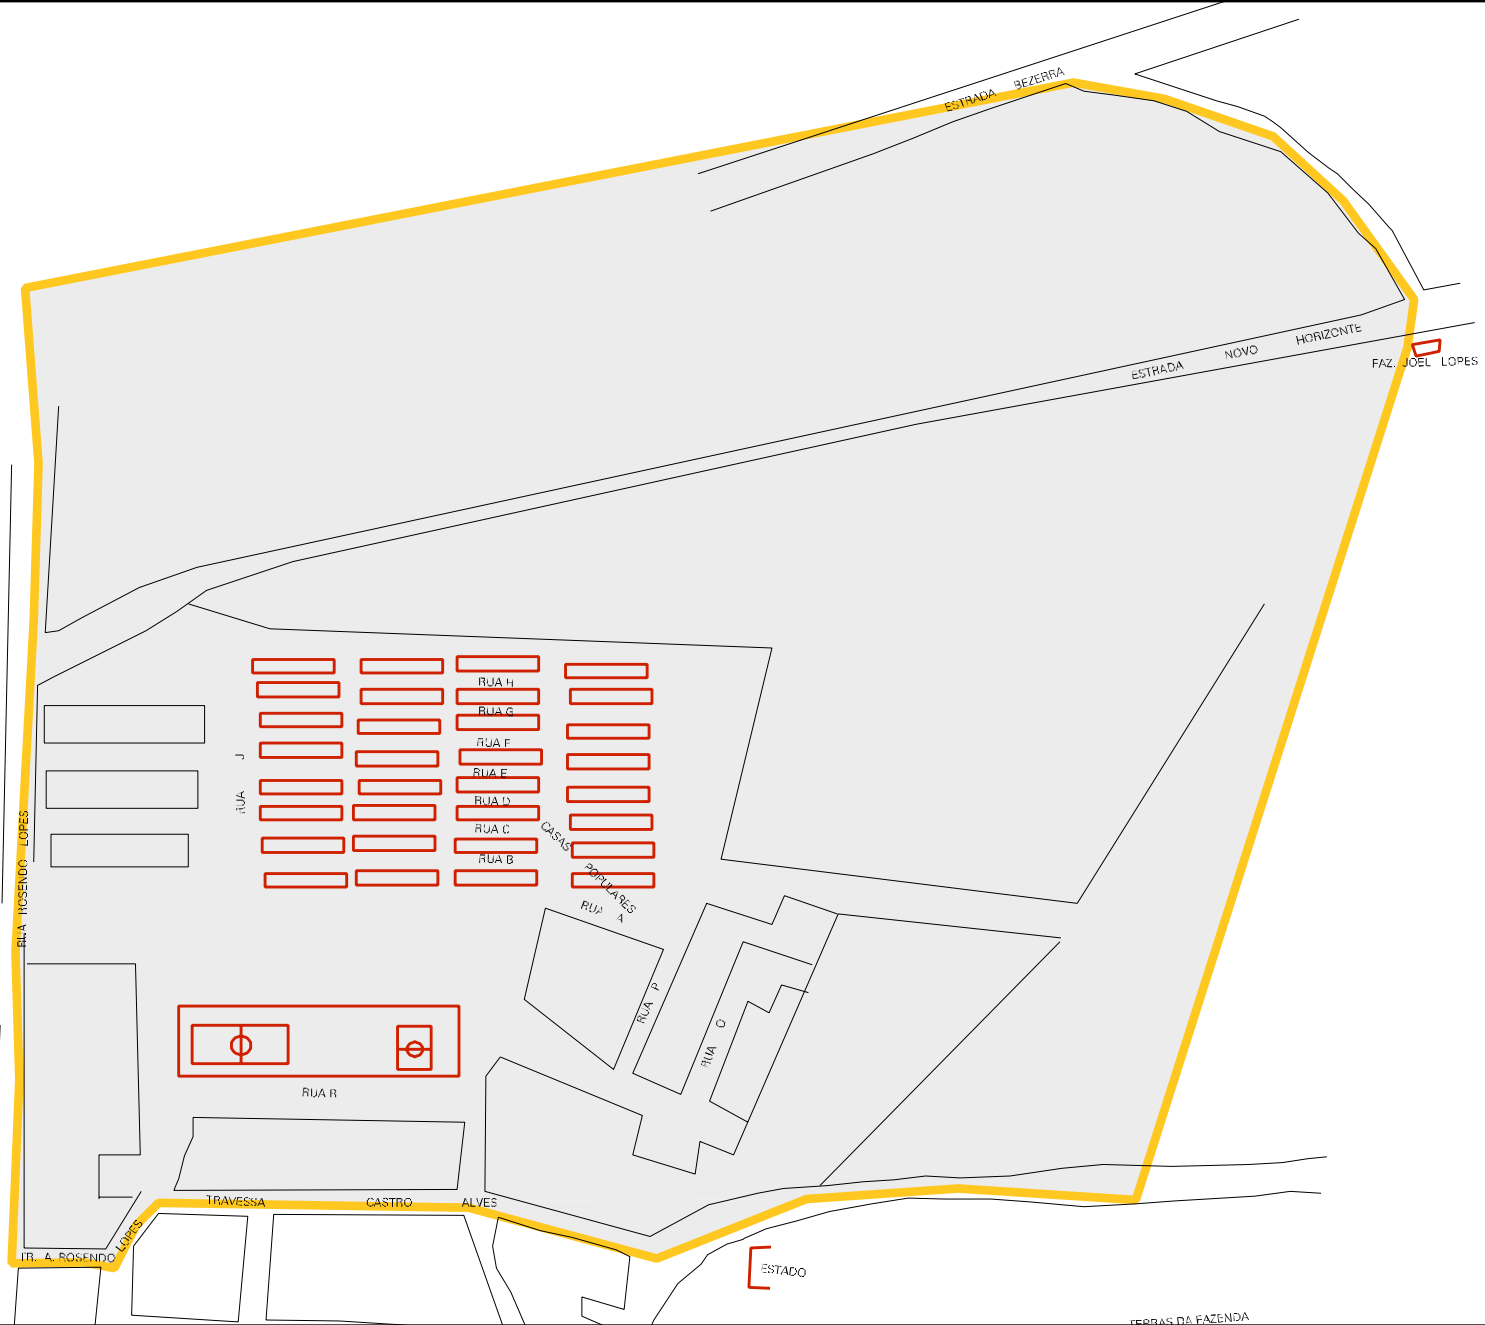 ESTRADA BEZERRA
ESTRADA NOVO HORIZONTE
FAZ. JOEL LOPES
RUA H
RUA G
RUA F
RUA J
RUA E
RUA D
RUA C
CASAS POPULARES
RUA B
RUA A
RUA A ROSENDO LOPES
RUA P
RUA Q
RUA R
TRAVESSA CASTRO ALVES
TR. A. ROSENDO LOPES
ESTADO
TERRAS DA FAZENDA